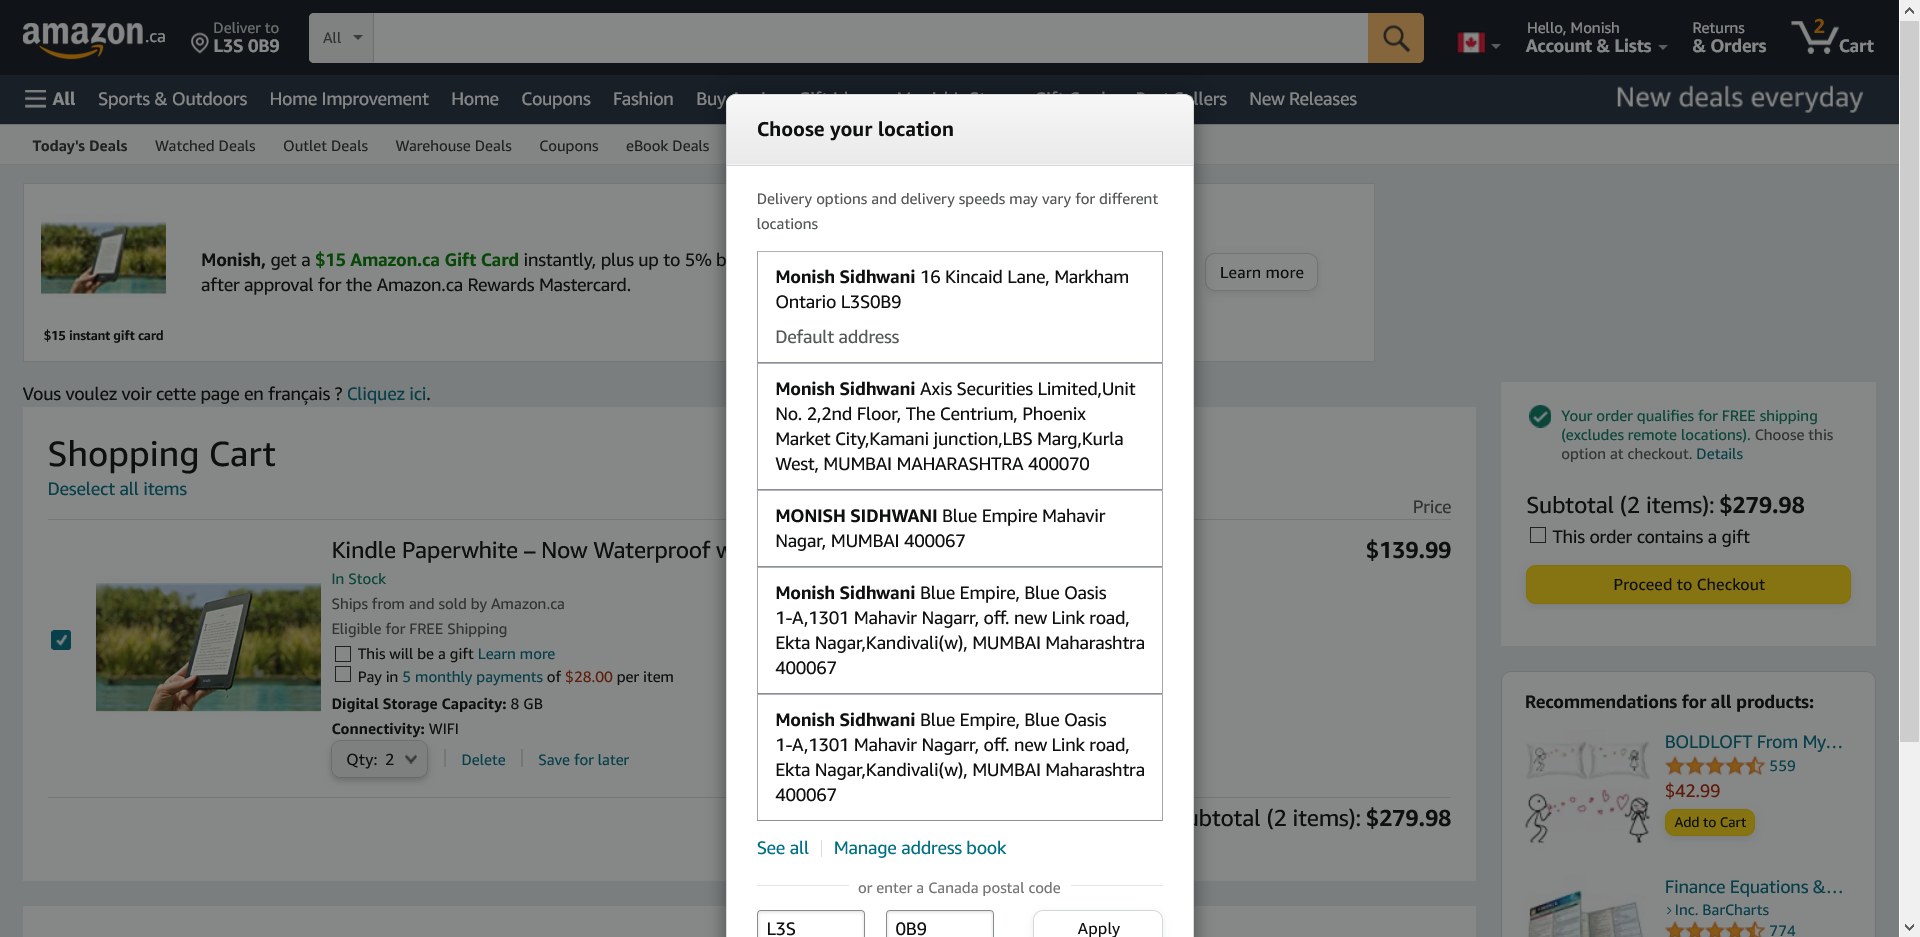 amazon.ca
Deliver to
L3S 0B9
All
Hello, Monish
Account & Lists
Returns
& Orders
2
Cart
All
Sports & Outdoors
Home Improvement
Home
Coupons
Fashion
Buy
New Releases
New deals everyday
Today's Deals
Watched Deals
Outlet Deals
Warehouse Deals
Coupons
eBook Deals
Monish, get a $15 Amazon.ca Gift Card instantly, plus up to 5% b
after approval for the Amazon.ca Rewards Mastercard.
$15 instant gift card
Learn more
Vous voulez voir cette page en français ? Cliquez ici.
Shopping Cart
Deselect all items
Price
Kindle Paperwhite – Now Waterproof w
$139.99
In Stock
Ships from and sold by Amazon.ca
Eligible for FREE Shipping
This will be a gift Learn more
Pay in 5 monthly payments of $28.00 per item
Digital Storage Capacity: 8 GB
Connectivity: WIFI
Qty: 2
Delete
Save for later
ubtotal (2 items): $279.98
Choose your location
Delivery options and delivery speeds may vary for different
locations
Monish Sidhwani 16 Kincaid Lane, Markham
Ontario L3S0B9
Default address
Monish Sidhwani Axis Securities Limited,Unit
No. 2,2nd Floor, The Centrium, Phoenix
Market City,Kamani junction,LBS Marg,Kurla
West, MUMBAI MAHARASHTRA 400070
MONISH SIDHWANI Blue Empire Mahavir
Nagar, MUMBAI 400067
Monish Sidhwani Blue Empire, Blue Oasis
1-A,1301 Mahavir Nagarr, off. new Link road,
Ekta Nagar,Kandivali(w), MUMBAI Maharashtra
400067
Monish Sidhwani Blue Empire, Blue Oasis
1-A,1301 Mahavir Nagarr, off. new Link road,
Ekta Nagar,Kandivali(w), MUMBAI Maharashtra
400067
See all
Manage address book
or enter a Canada postal code
L3S
0B9
Apply
Your order qualifies for FREE shipping
(excludes remote locations). Choose this
option at checkout. Details
Subtotal (2 items): $279.98
This order contains a gift
Proceed to Checkout
Recommendations for all products:
BOLDLOFT From My...
559
$42.99
Add to Cart
Finance Equations &...
› Inc. BarCharts
774